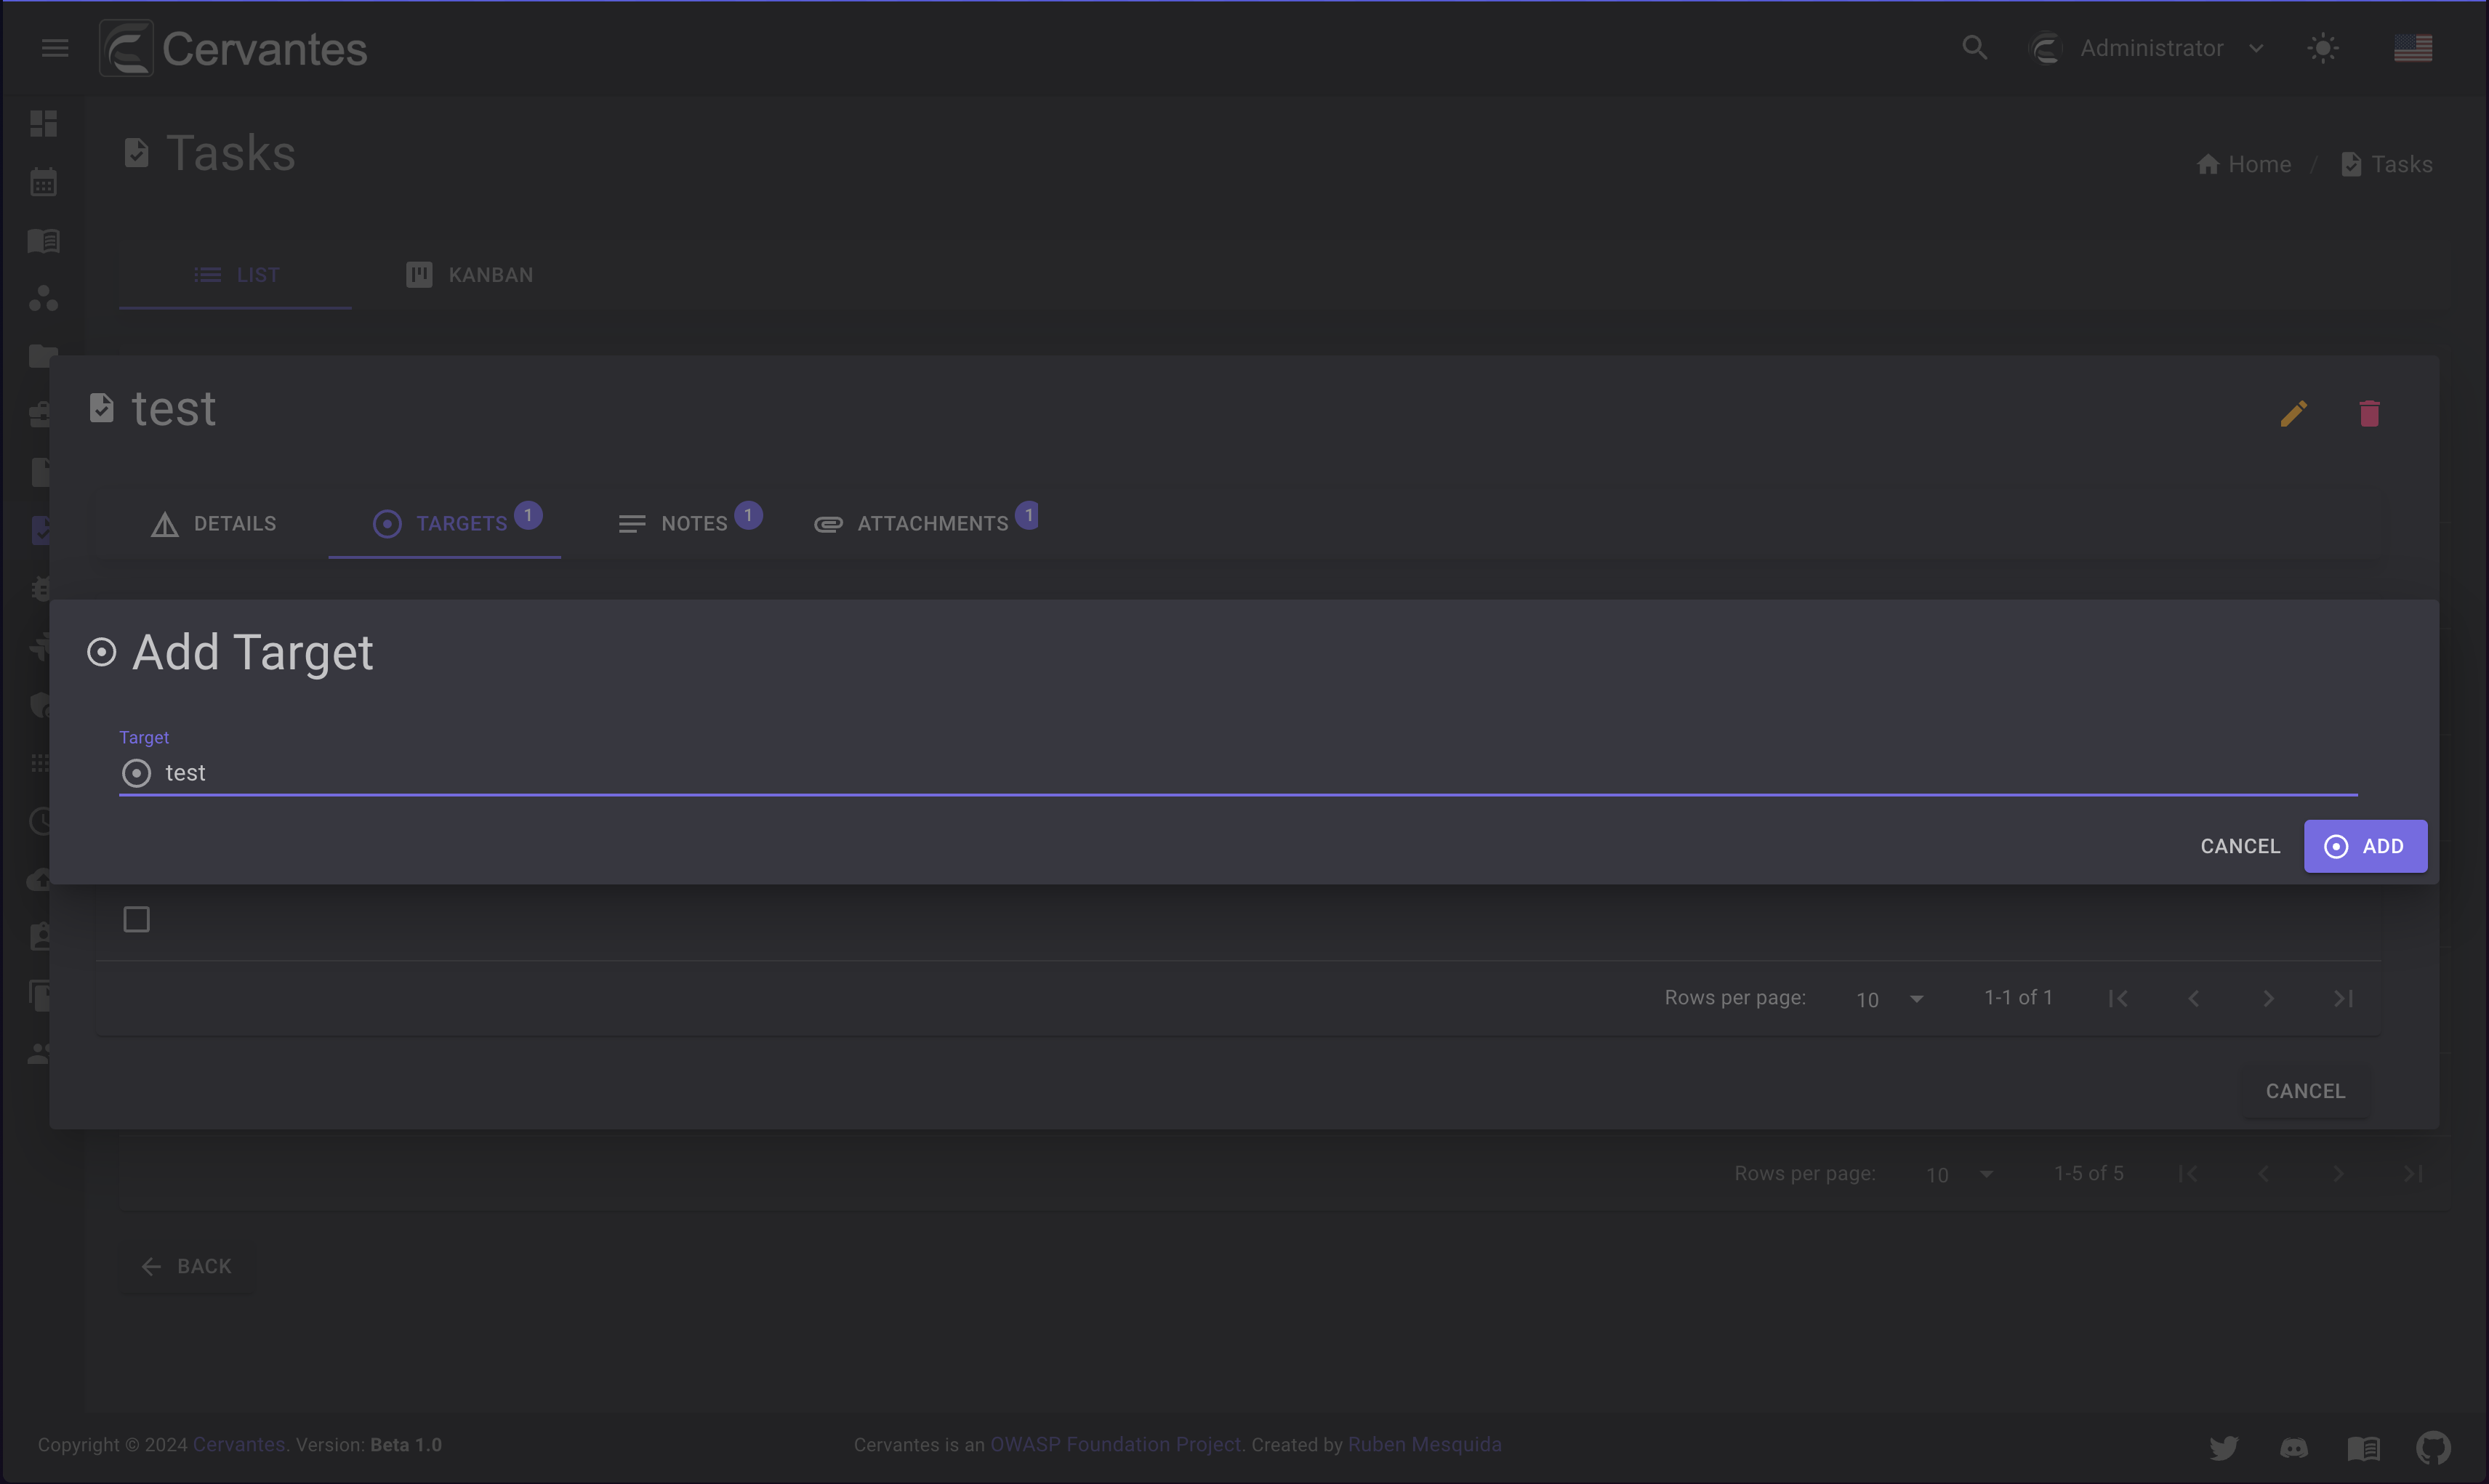 Cervantes
Administrator
Tasks
Home / Tasks
LIST KANBAN
test
DETAILS TARGETS 1 NOTES 1 ATTACHMENTS 1
Add Target
Target
test
CANCEL ADD
Rows per page: 10 1-1 of 1
CANCEL
Rows per page: 10 1-5 of 5
BACK
Copyright © 2024 Cervantes. Version: Beta 1.0 Cervantes is an OWASP Foundation Project. Created by Ruben Mesquida